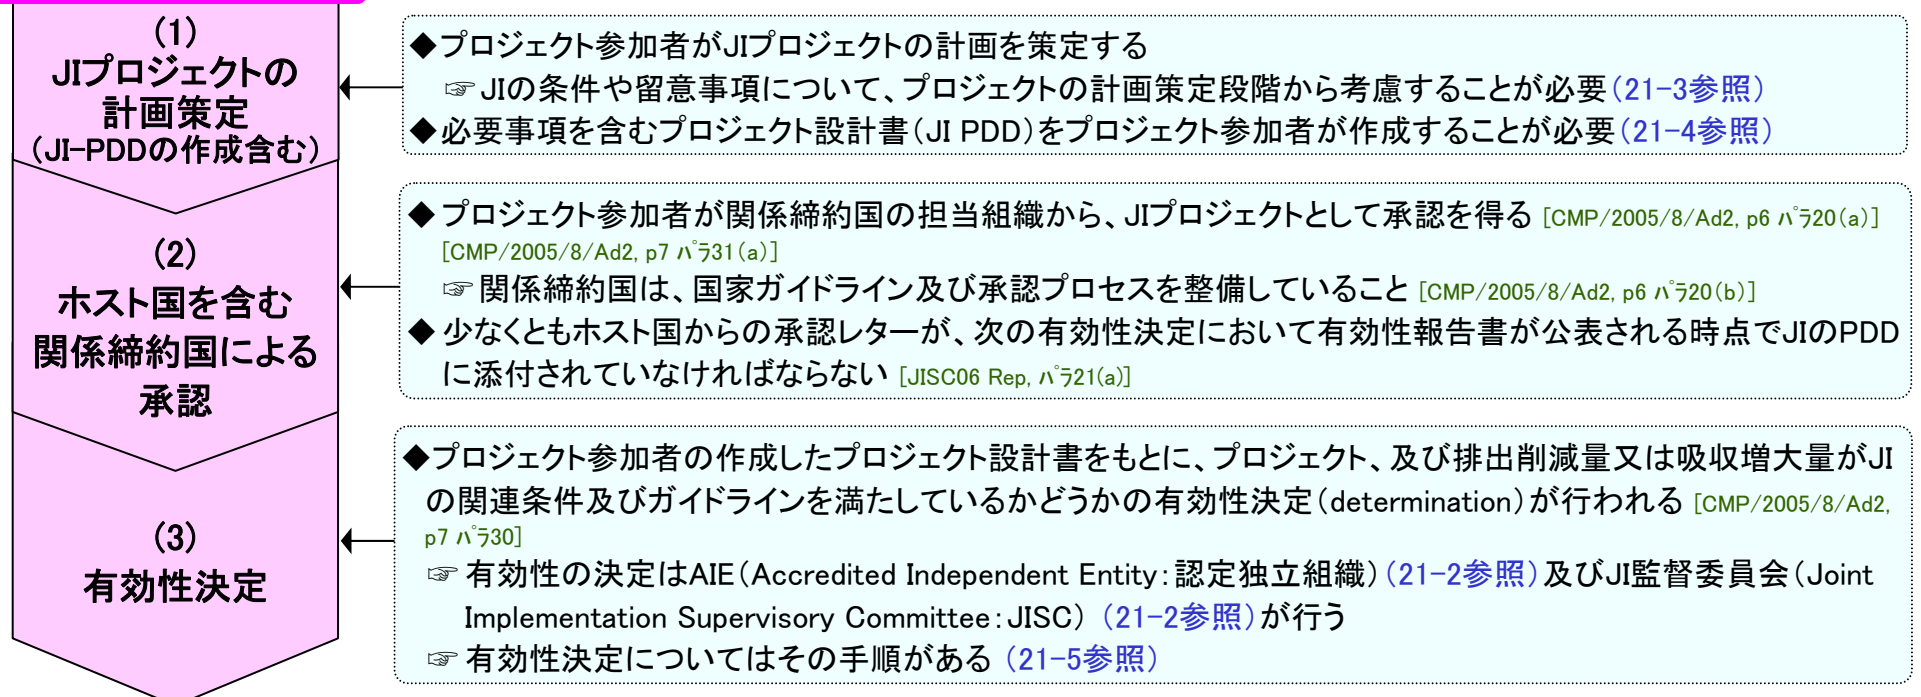 (1)
JIプロジェクトの
計画策定
(JI-PDDの作成含む)
◆プロジェクト参加者がJIプロジェクトの計画を策定する
☞JIの条件や留意事項について、プロジェクトの計画策定段階から考慮することが必要(21-3参照)
◆必要事項を含むプロジェクト設計書(JI PDD)をプロジェクト参加者が作成することが必要(21-4参照)
(2)
ホスト国を含む
関係締約国による
承認
◆プロジェクト参加者が関係締約国の担当組織から、JIプロジェクトとして承認を得る [CMP/2005/8/Ad2, p6 パラ20(a)]
[CMP/2005/8/Ad2, p7 パラ31(a)]
☞関係締約国は、国家ガイドライン及び承認プロセスを整備していること [CMP/2005/8/Ad2, p6 パラ20(b)]
◆少なくともホスト国からの承認レターが、次の有効性決定において有効性報告書が公表される時点でJIのPDD
に添付されていなければならない [JISC06 Rep, パラ21(a)]
(3)
有効性決定
◆プロジェクト参加者の作成したプロジェクト設計書をもとに、プロジェクト、及び排出削減量又は吸収増大量がJI
の関連条件及びガイドラインを満たしているかどうかの有効性決定(determination)が行われる [CMP/2005/8/Ad2,
p7 パラ30]
☞有効性の決定はAIE(Accredited Independent Entity:認定独立組織)(21-2参照)及びJI監督委員会(Joint
Implementation Supervisory Committee:JISC) (21-2参照)が行う
☞有効性決定についてはその手順がある (21-5参照)